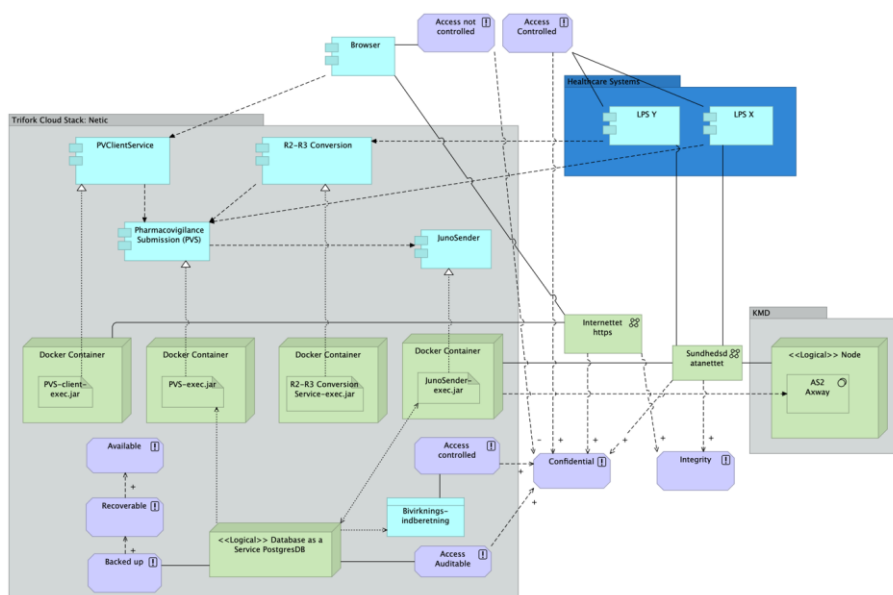 Access not
controlled
Access
Controlled
Browser
Healthcare Systems
LPS Y
LPS X
Trifork Cloud Stack: Netic
PVClientService
R2-R3 Conversion
Pharmacovigilance
Submission (PVS)
JunoSender
Internettet
https
KMD
Docker Container
PVS-client-
exec.jar
Docker Container
PVS-exec.jar
Docker Container
R2-R3 Conversion
Service-exec.jar
Docker Container
JunoSender-
exec.jar
Sundhedsd
atanettet
<<Logical>> Node
AS2
Axway
Available
Access
controlled
-
+
+
+
+
+
Confidential
Integrity
+
+
+
Recoverable
Bivirknings-
indberetning
+
Backed up
<<Logical>> Database as a
Service PostgresDB
Access
Auditable